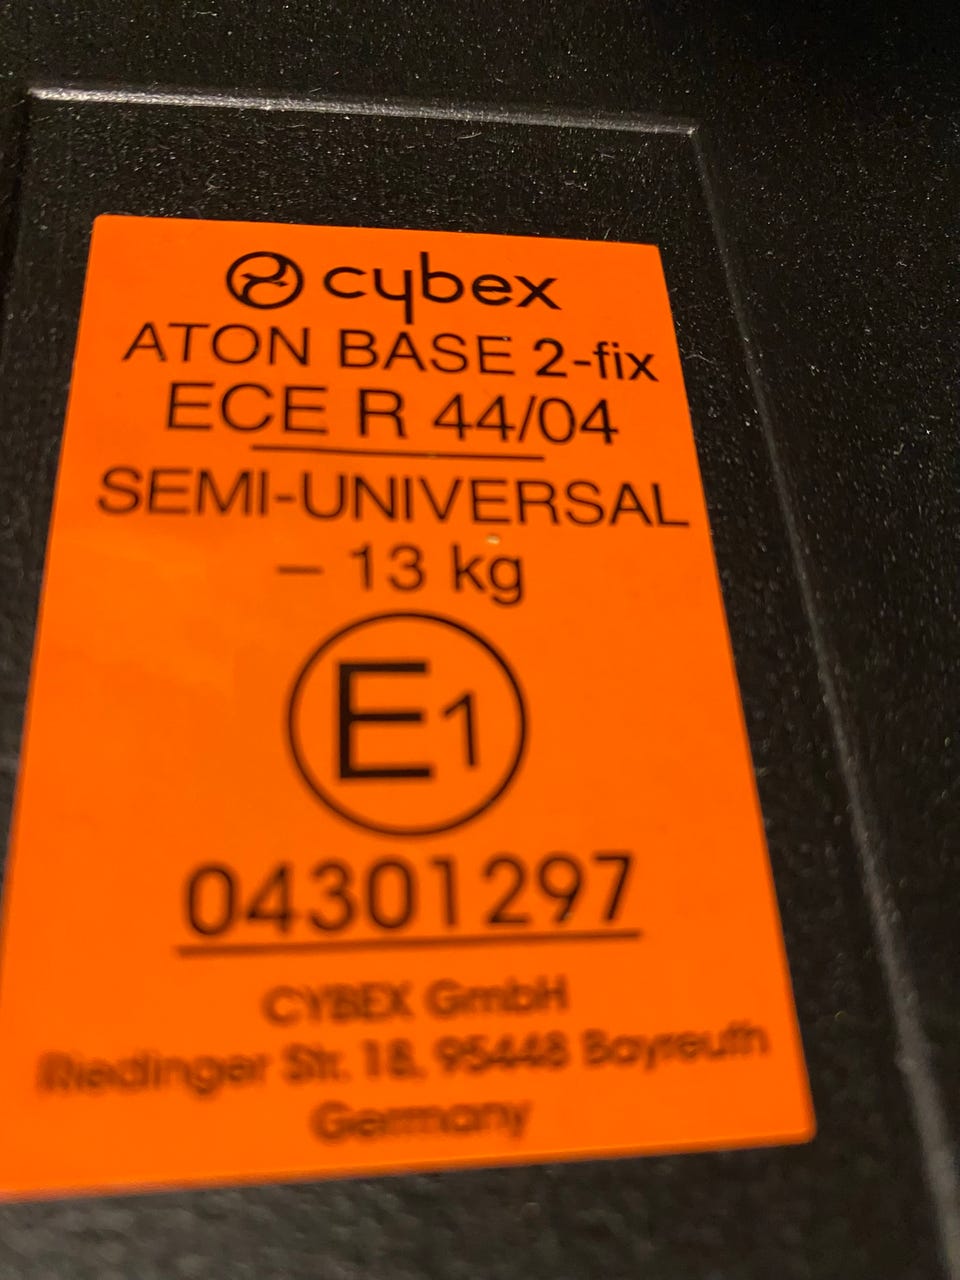 cybex
ATON BASE 2-fix
ECE R 44/04
SEMI-UNIVERSAL
– 13 kg
E1
04301297
CYBEX GmbH
Riedinger Str. 18, 95448 Bayreuth
Germany